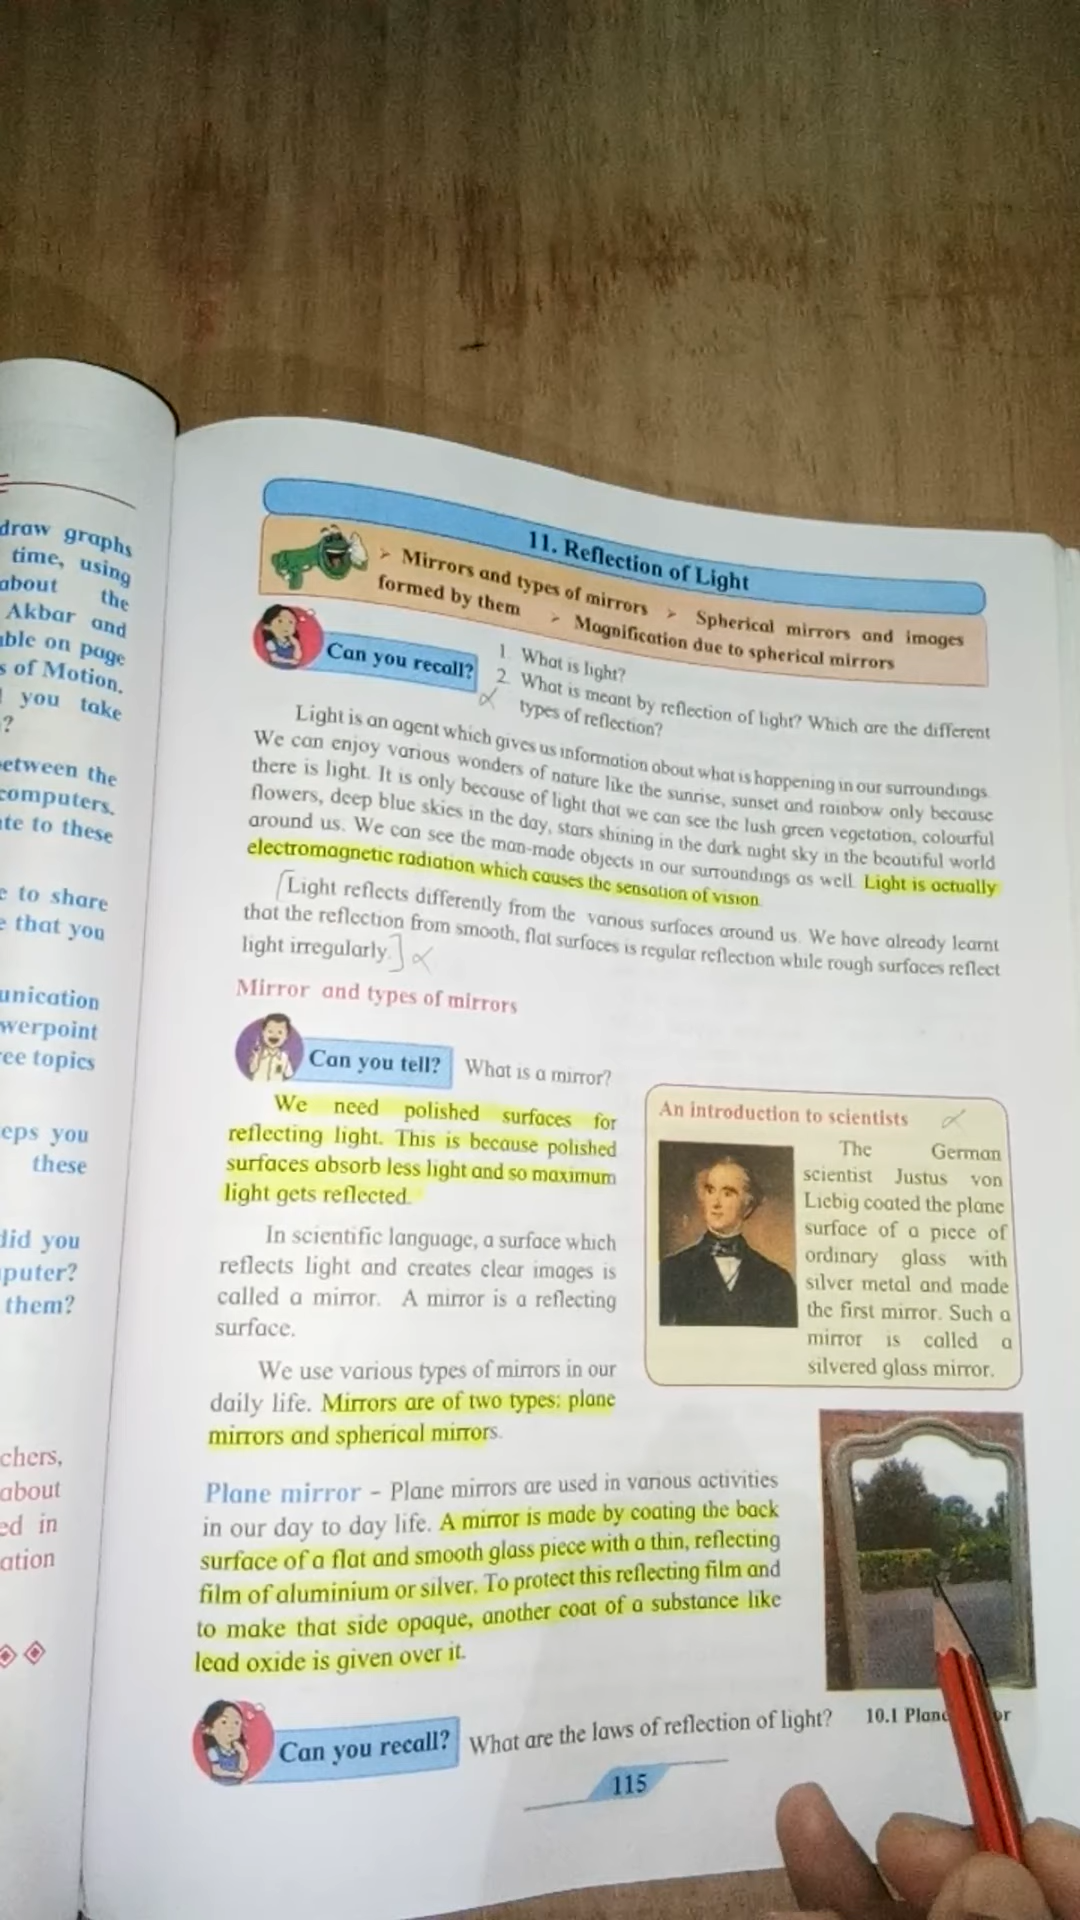 draw graphs
time, using
about the
Akbar and
able on page
s of Motion.
you take
?
etween the
computers.
te to these
to share
that you
unication
werpoint
ee topics
eps you
these
did you
puter?
them?
chers,
about
ed in
ation
11. Reflection of Light
➢ Mirrors and types of mirrors ➢ Spherical mirrors and images
formed by them ➢ Magnification due to spherical mirrors
Can you recall?
1. What is light?
2. What is meant by reflection of light? Which are the different
types of reflection?
Light is an agent which gives us information about what is happening in our surroundings.
We can enjoy various wonders of nature like the sunrise, sunset and rainbow only because
there is light. It is only because of light that we can see the lush green vegetation, colourful
flowers, deep blue skies in the day, stars shining in the dark night sky in the beautiful world
around us. We can see the man-made objects in our surroundings as well. Light is actually
electromagnetic radiation which causes the sensation of vision.
Light reflects differently from the various surfaces around us. We have already learnt
that the reflection from smooth, flat surfaces is regular reflection while rough surfaces reflect
light irregularly.
Mirror and types of mirrors
Can you tell? What is a mirror?
We need polished surfaces for
reflecting light. This is because polished
surfaces absorb less light and so maximum
light gets reflected.
In scientific language, a surface which
reflects light and creates clear images is
called a mirror. A mirror is a reflecting
surface.
We use various types of mirrors in our
daily life. Mirrors are of two types: plane
mirrors and spherical mirrors.
An introduction to scientists
The German
scientist Justus von
Liebig coated the plane
surface of a piece of
ordinary glass with
silver metal and made
the first mirror. Such a
mirror is called a
silvered glass mirror.
Plane mirror – Plane mirrors are used in various activities
in our day to day life. A mirror is made by coating the back
surface of a flat and smooth glass piece with a thin, reflecting
film of aluminium or silver. To protect this reflecting film and
to make that side opaque, another coat of a substance like
lead oxide is given over it.
10.1 Plan or
Can you recall? What are the laws of reflection of light?
115